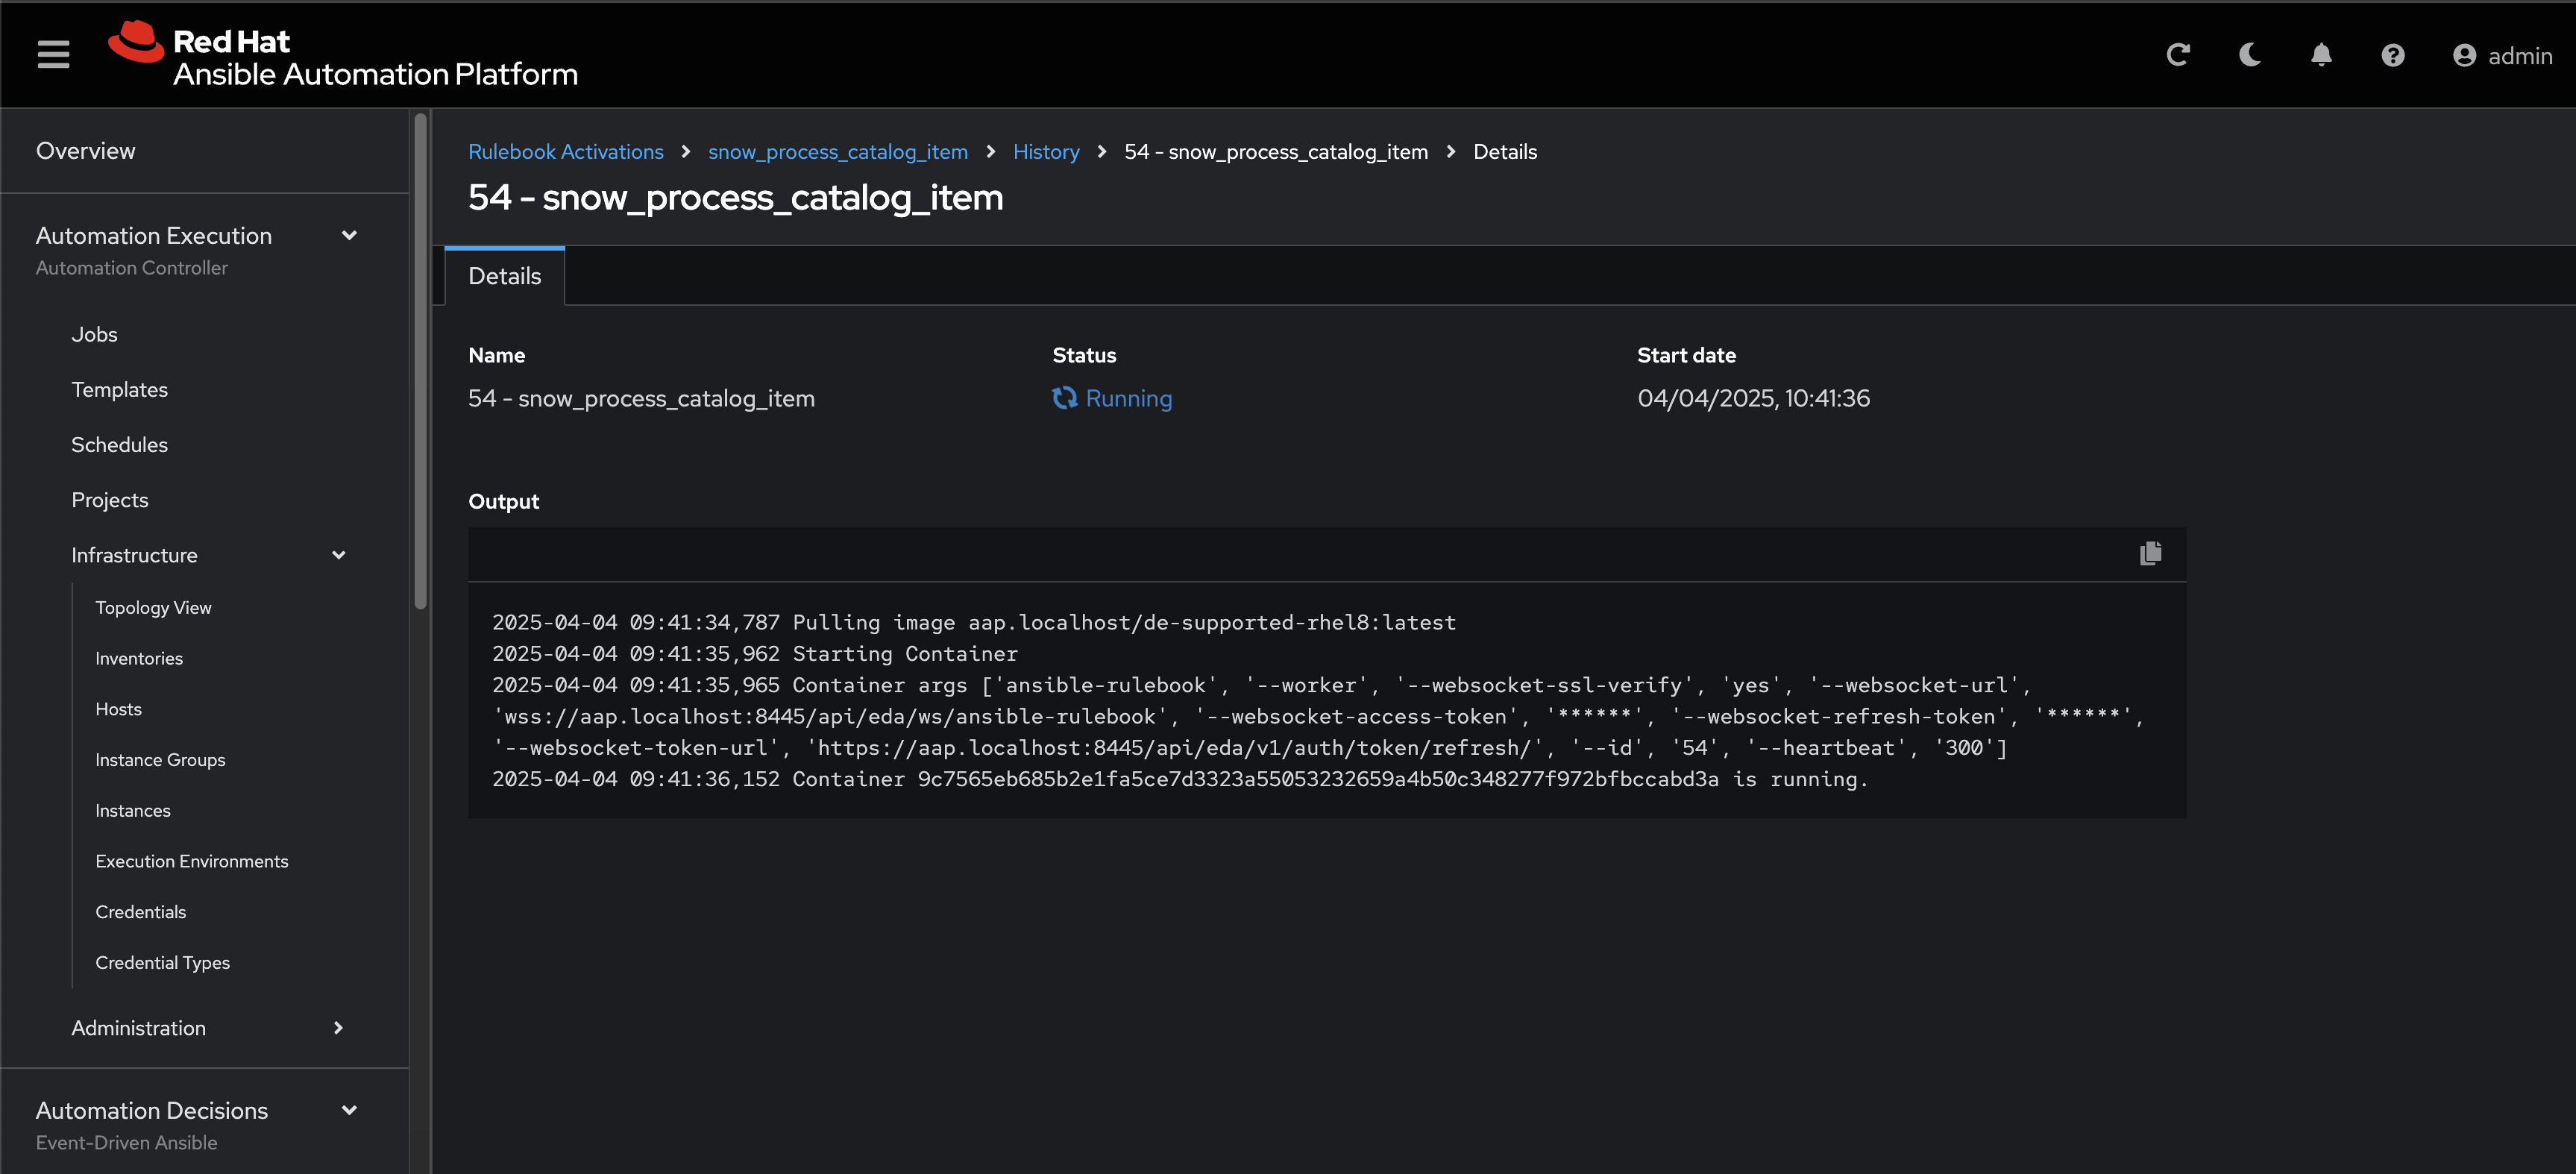 Red Hat
Ansible Automation Platform
admin
Overview
Automation Execution
Automation Controller
Jobs
Templates
Schedules
Projects
Infrastructure
Topology View
Inventories
Hosts
Instance Groups
Instances
Execution Environments
Credentials
Credential Types
Administration
Automation Decisions
Event-Driven Ansible
Rulebook Activations > snow_process_catalog_item > History > 54 - snow_process_catalog_item > Details
54 - snow_process_catalog_item
Details
Name Status Start date
54 - snow_process_catalog_item Running 04/04/2025, 10:41:36
Output
2025-04-04 09:41:34,787 Pulling image aap.localhost/de-supported-rhel8:latest
2025-04-04 09:41:35,962 Starting Container
2025-04-04 09:41:35,965 Container args ['ansible-rulebook', '--worker', '--websocket-ssl-verify', 'yes', '--websocket-url',
'wss://aap.localhost:8445/api/eda/ws/ansible-rulebook', '--websocket-access-token', '******', '--websocket-refresh-token', '******',
'--websocket-token-url', 'https://aap.localhost:8445/api/eda/v1/auth/token/refresh/', '--id', '54', '--heartbeat', '300']
2025-04-04 09:41:36,152 Container 9c7565eb685b2e1fa5ce7d3323a55053232659a4b50c348277f972bfbccabd3a is running.